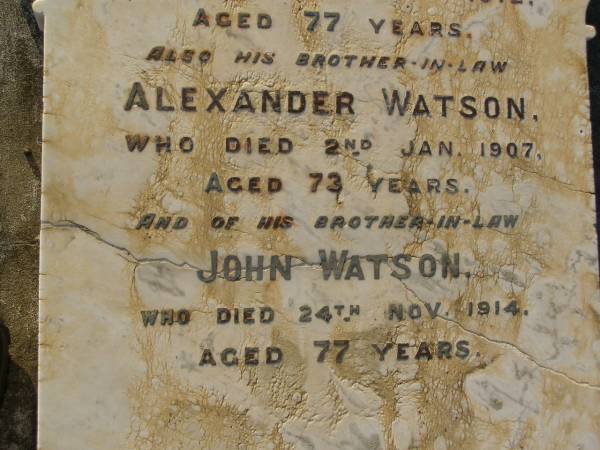 AGED 77 YEARS.
ALSO HIS BROTHER-IN-LAW
ALEXANDER WATSON,
WHO DIED 2ND JAN. 1907,
AGED 73 YEARS.
AND OF HIS BROTHER-IN-LAW
JOHN WATSON.
WHO DIED 24TH NOV. 1914.
AGED 77 YEARS.